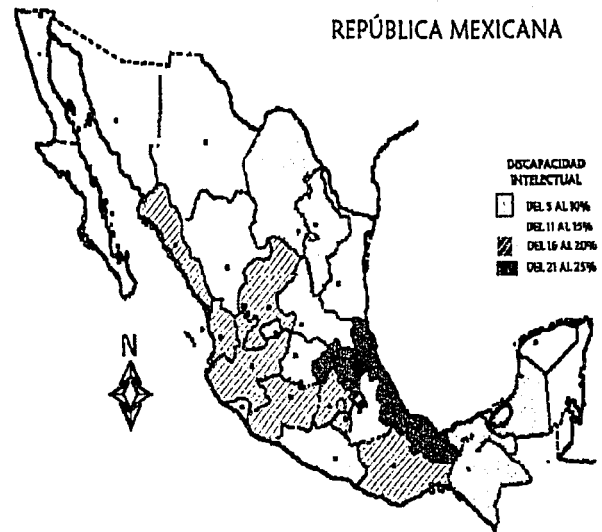 REPÚBLICA MEXICANA
DISCAPACIDAD
INTELECTUAL
DEL 5 AL 10%
DEL 11 AL 15%
DEL 16 AL 20%
DEL 21 AL 25%
N